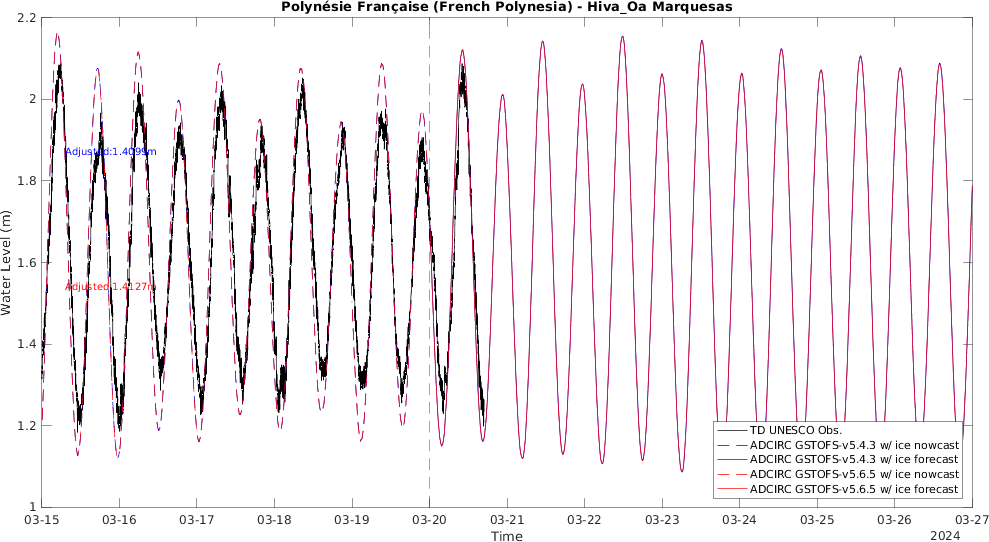 Polynésie Française (French Polynesia) - Hiva_Oa Marquesas
Water Level (m)
2.2
2
1.8
1.6
1.4
1.2
1
Adjusted:1.4099m
Adjusted:1.4127m
TD UNESCO Obs.
ADCIRC GSTOFS-v5.4.3 w/ ice nowcast
ADCIRC GSTOFS-v5.4.3 w/ ice forecast
ADCIRC GSTOFS-v5.6.5 w/ ice nowcast
ADCIRC GSTOFS-v5.6.5 w/ ice forecast
03-15 03-16 03-17 03-18 03-19 03-20 03-21 03-22 03-23 03-24 03-25 03-26 03-27
Time
2024